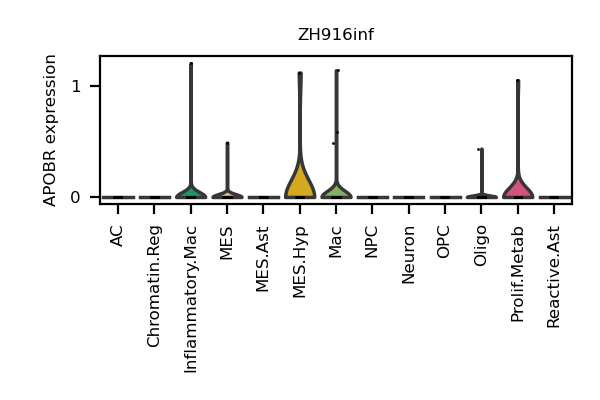 ZH916inf
APOBR expression
1
0
AC
Chromatin.Reg
Inflammatory.Mac
MES
MES.Ast
MES.Hyp
Mac
NPC
Neuron
OPC
Oligo
Prolif.Metab
Reactive.Ast